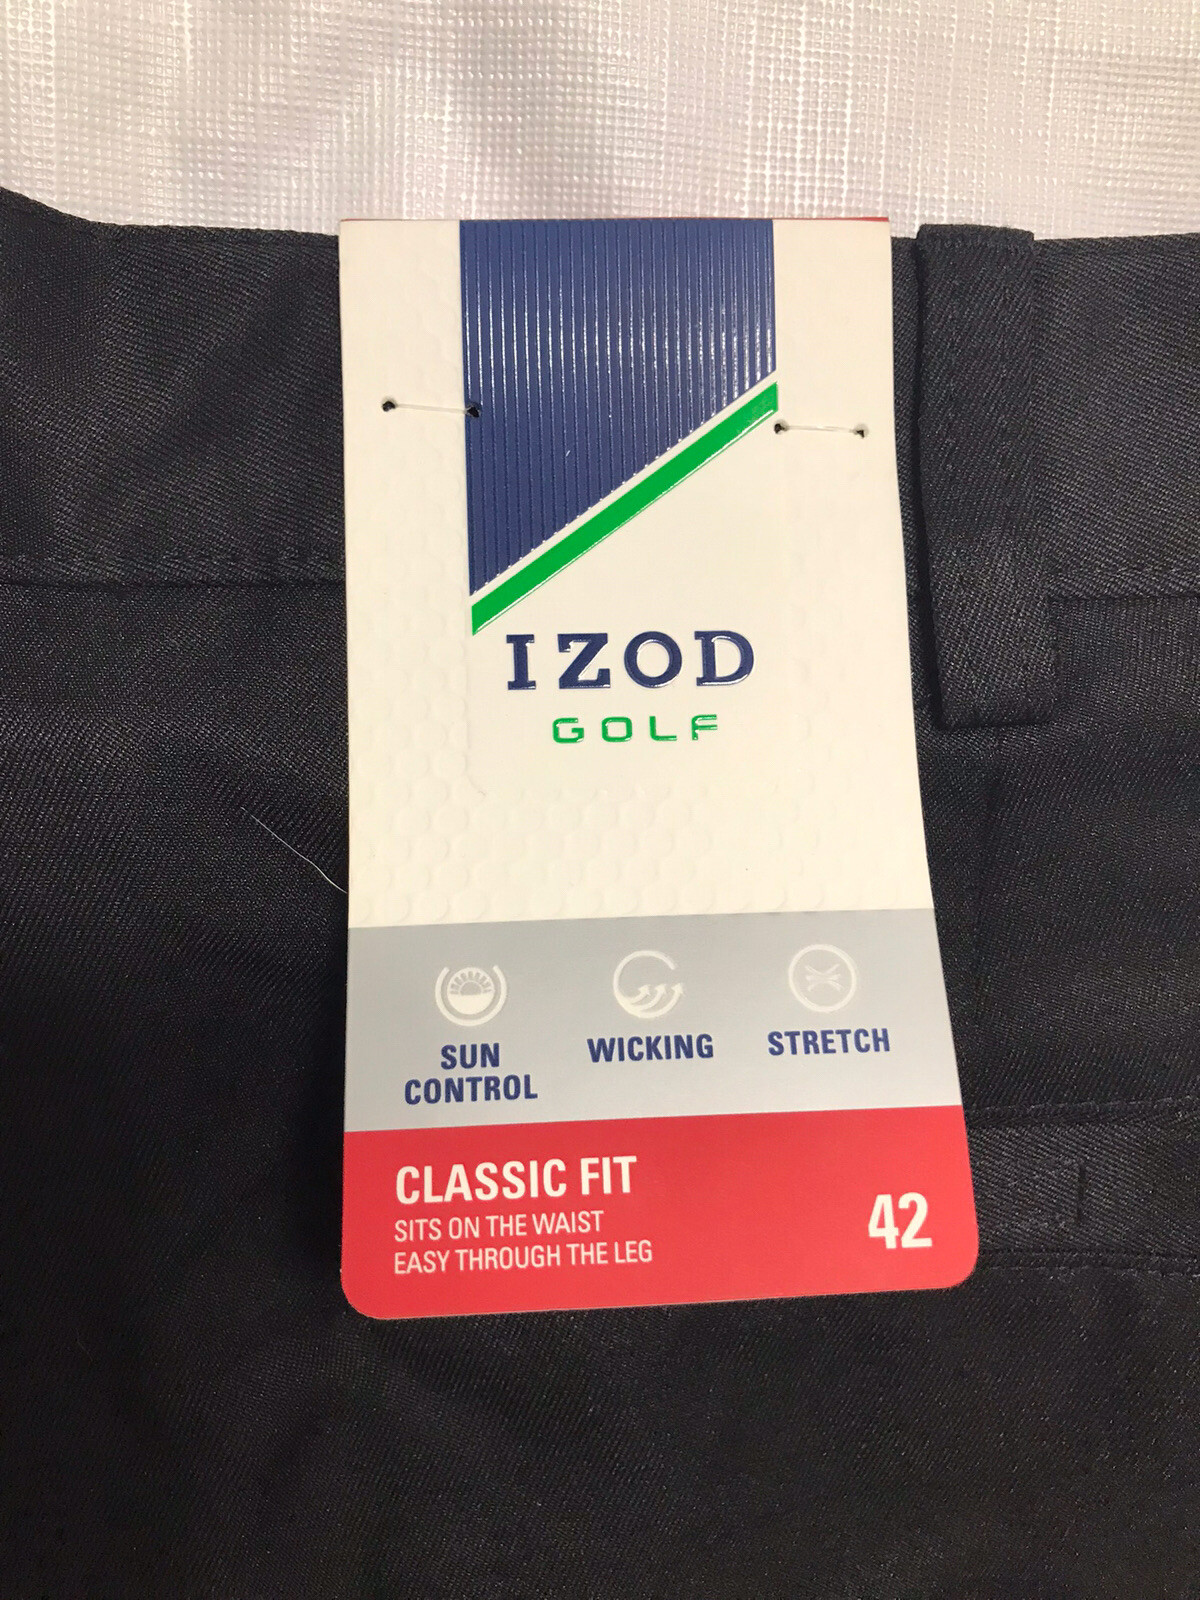 IZOD
GOLF
SUN
CONTROL
WICKING
STRETCH
CLASSIC FIT
SITS ON THE WAIST
EASY THROUGH THE LEG
42